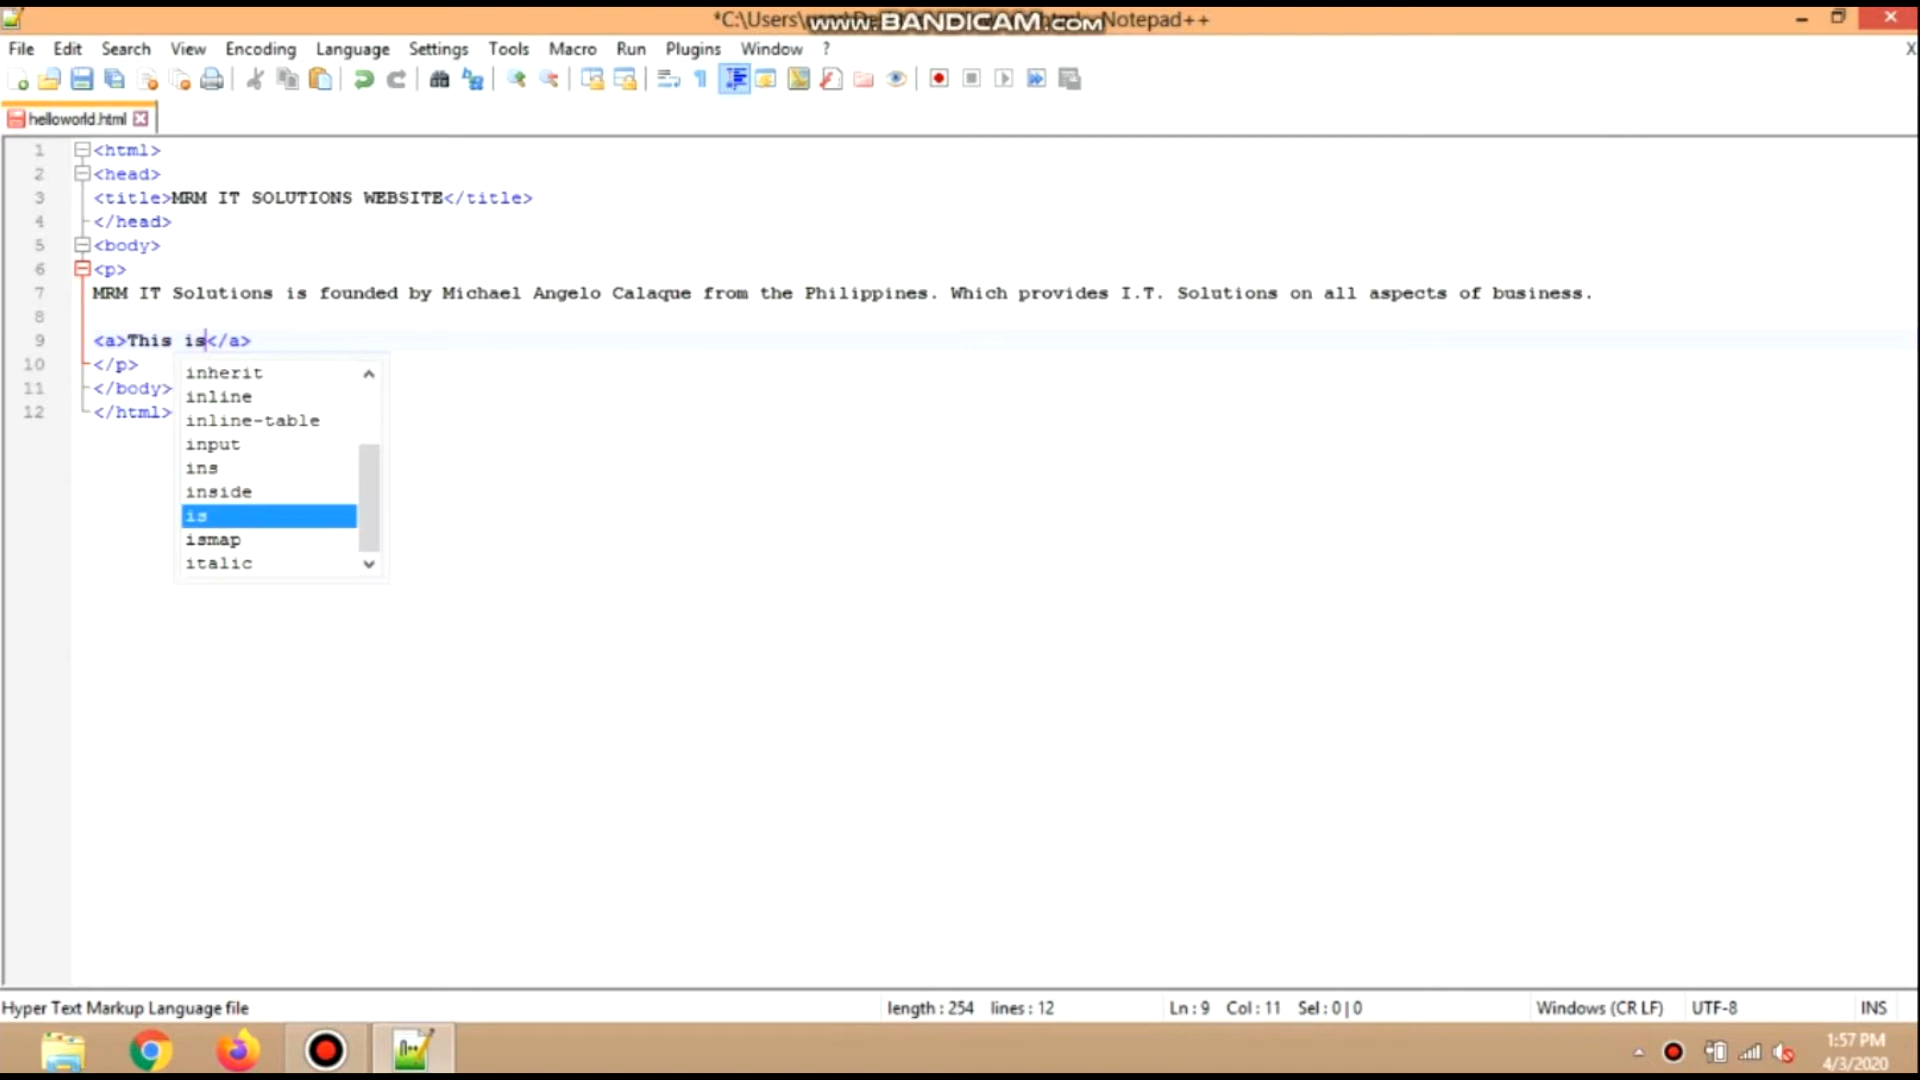 *C:\Users\
www.BANDICAM.com
Notepad++
File Edit Search View Encoding Language Settings Tools Macro Run Plugins Window ?
X
helloworld.html
1 <html>
2 <head>
3 <title>MRM IT SOLUTIONS WEBSITE</title>
4 </head>
5 <body>
6 <p>
7 MRM IT Solutions is founded by Michael Angelo Calaque from the Philippines. Which provides I.T. Solutions on all aspects of business.
8
9 <a>This is</a>
10 </p>
11 </body>
12 </html>
inherit
inline
inline-table
input
ins
inside
is
ismap
italic
Hyper Text Markup Language file length : 254 lines : 12 Ln : 9 Col : 11 Sel : 0 | 0 Windows (CR LF) UTF-8 INS
1:57 PM
4/3/2020